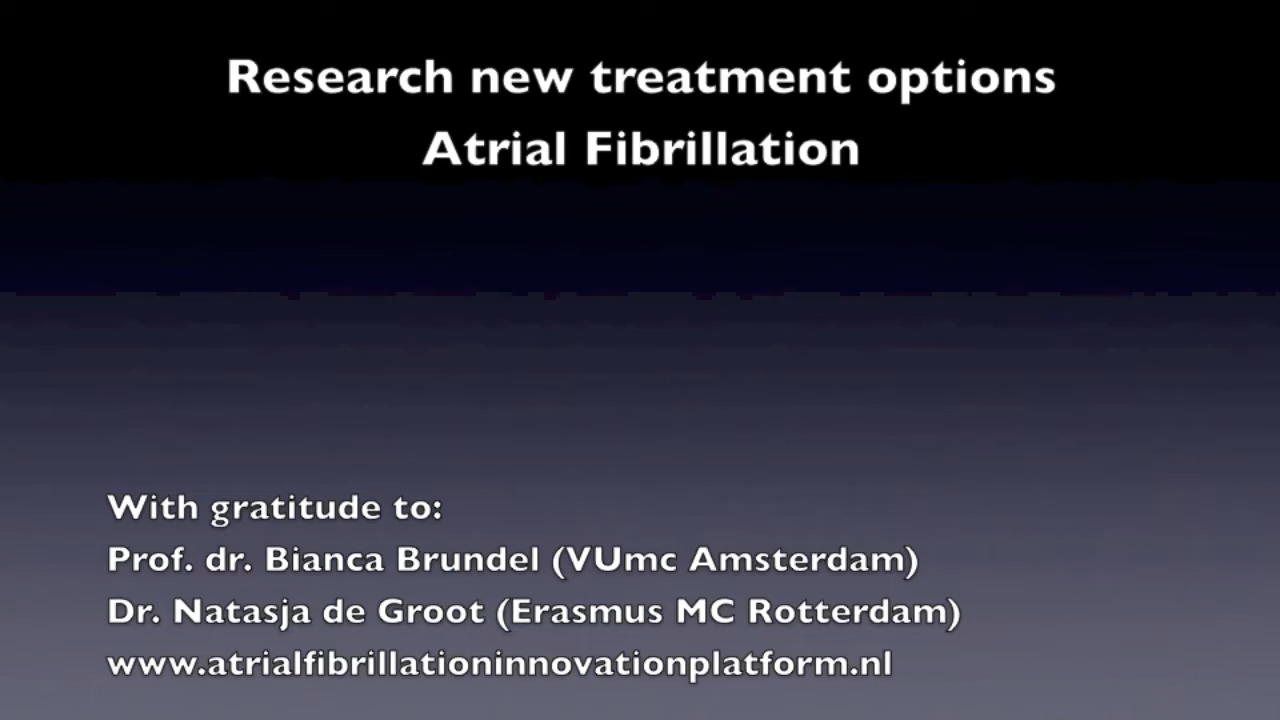 Research new treatment options
Atrial Fibrillation
With gratitude to:
Prof. dr. Bianca Brundel (VUmc Amsterdam)
Dr. Natasja de Groot (Erasmus MC Rotterdam)
www.atrialfibrillationinnovationplatform.nl